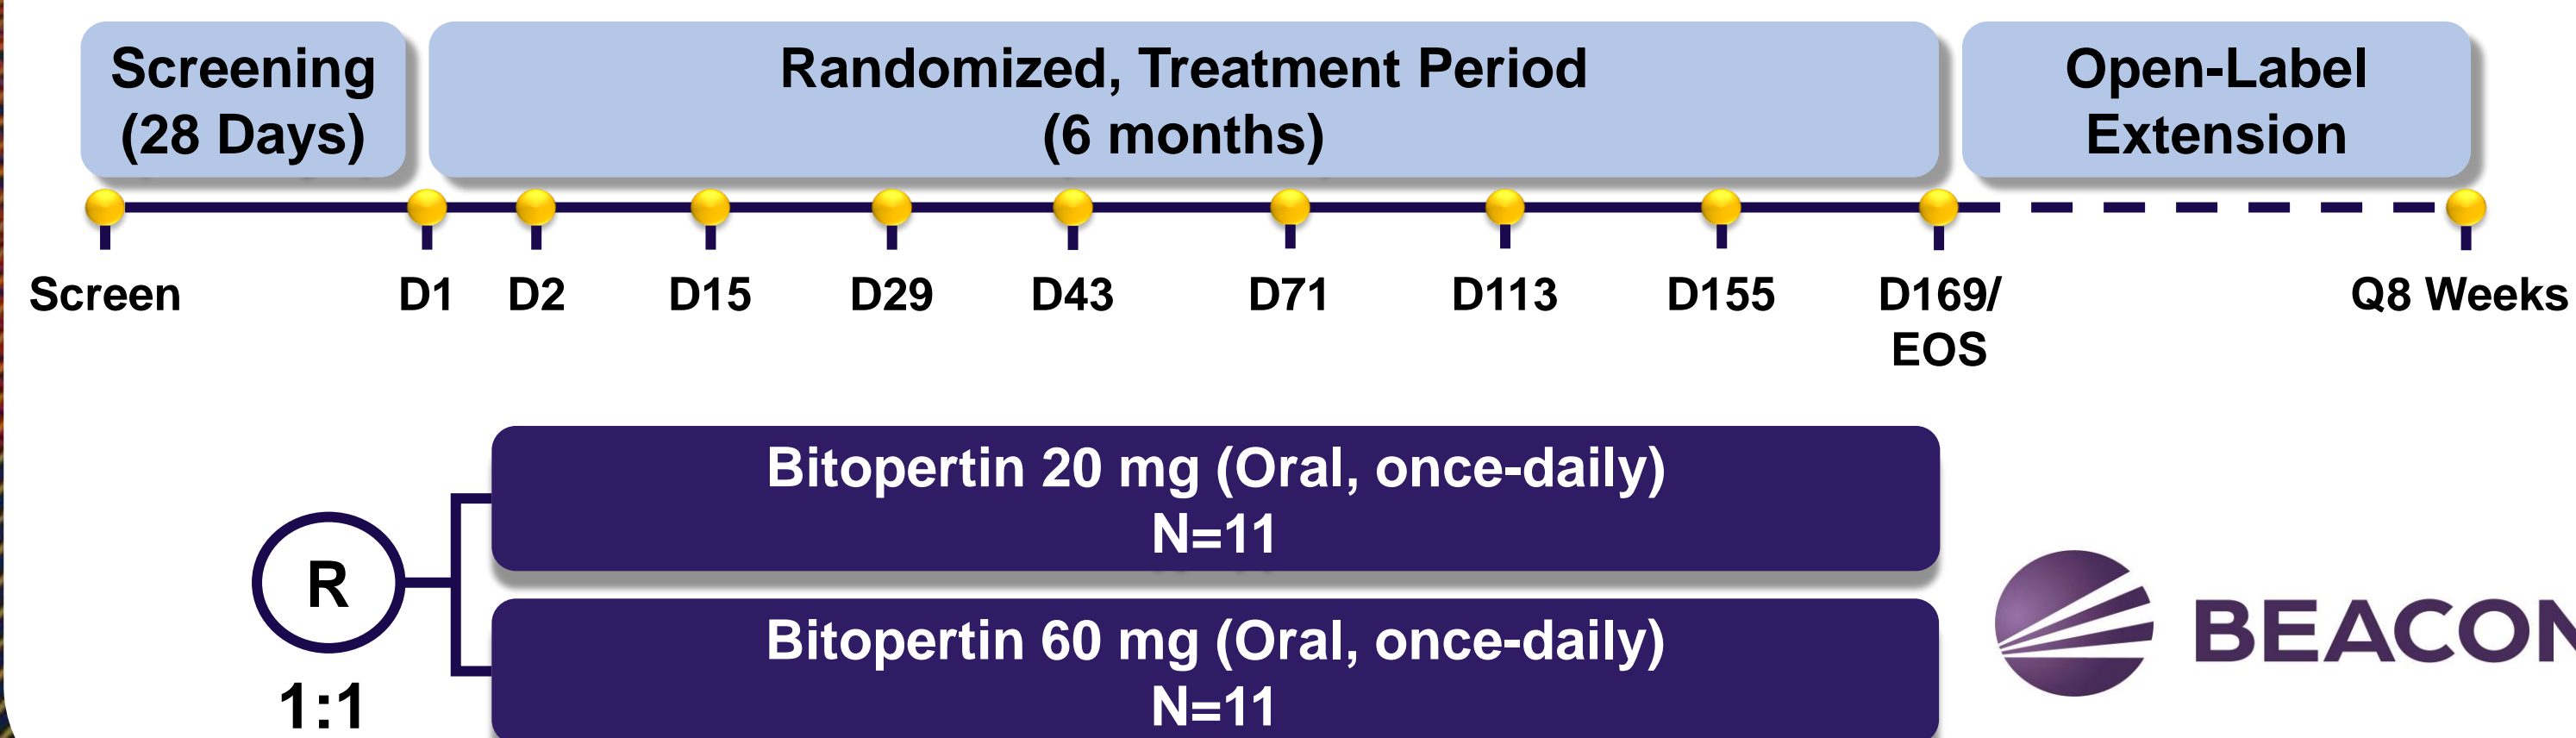 Screening
(28 Days)
Randomized, Treatment Period
(6 months)
Open-Label
Extension
Screen
D1
D2
D15
D29
D43
D71
D113
D155
D169/
EOS
Q8 Weeks
Bitopertin 20 mg (Oral, once-daily)
N=11
R
1:1
Bitopertin 60 mg (Oral, once-daily)
N=11
BEACON